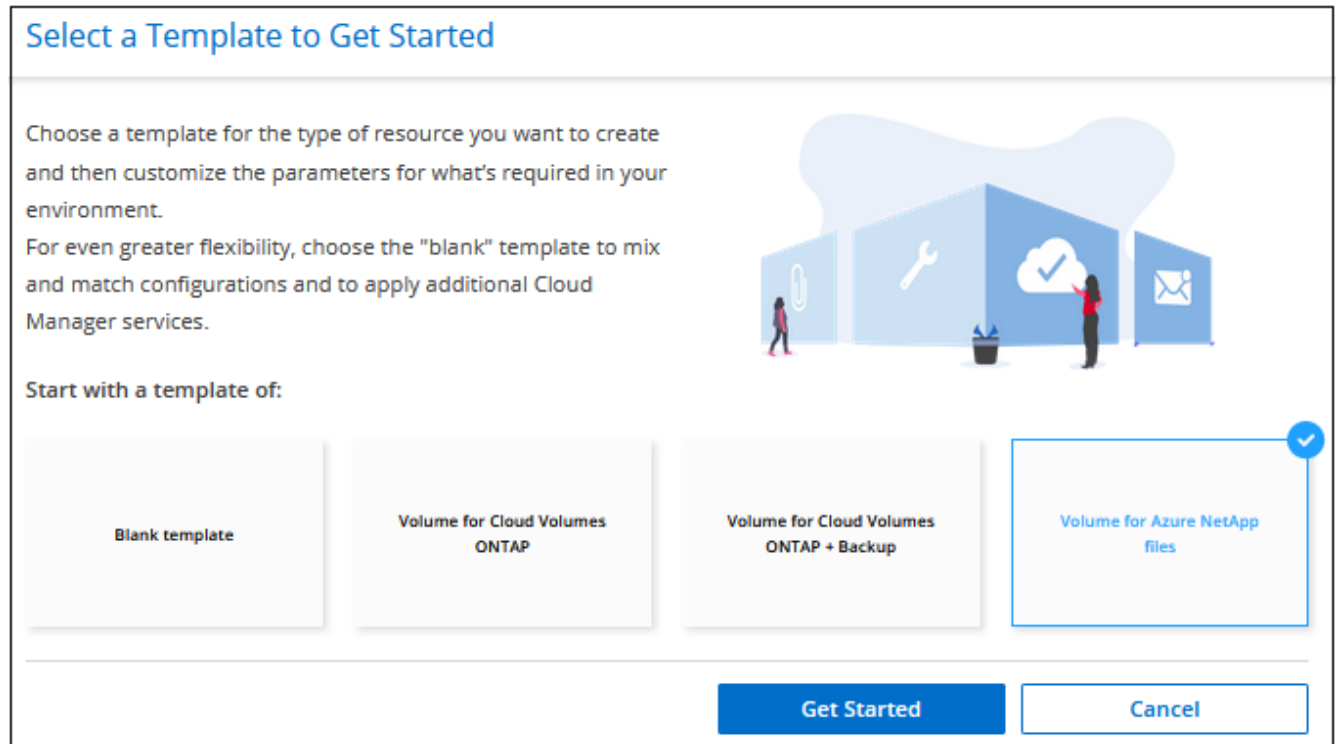 Select a Template to Get Started
Choose a template for the type of resource you want to create
and then customize the parameters for what's required in your
environment.
For even greater flexibility, choose the "blank" template to mix
and match configurations and to apply additional Cloud
Manager services.
Start with a template of:
Blank template
Volume for Cloud Volumes
ONTAP
Volume for Cloud Volumes
ONTAP + Backup
Volume for Azure NetApp
files
Get Started
Cancel